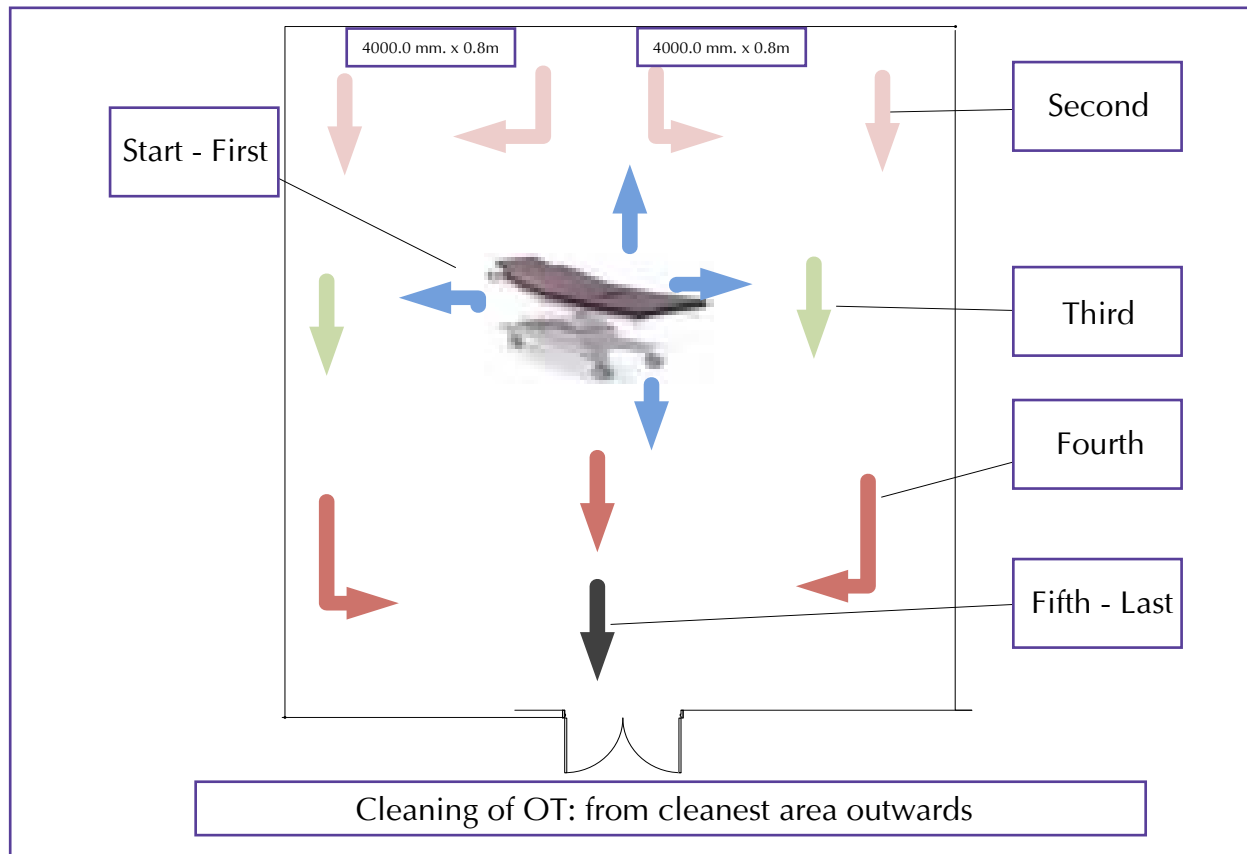 4000.0 mm. x 0.8m
4000.0 mm. x 0.8m
Second
Start - First
Third
Fourth
Fifth - Last
Cleaning of OT: from cleanest area outwards